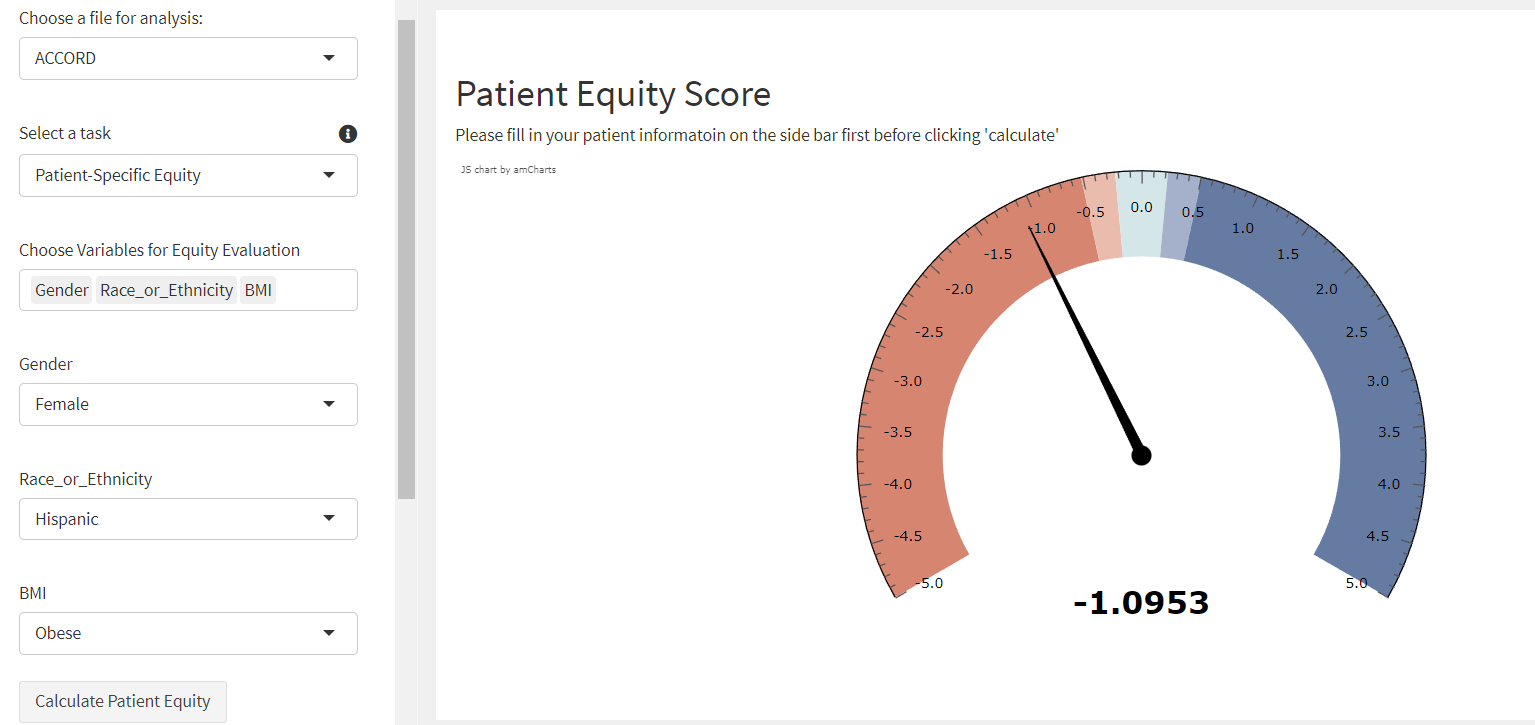 Choose a file for analysis:
ACCORD
Select a task
Patient-Specific Equity
Choose Variables for Equity Evaluation
Gender Race_or_Ethnicity BMI
Gender
Female
Race_or_Ethnicity
Hispanic
BMI
Obese
Calculate Patient Equity
Patient Equity Score
Please fill in your patient informatoin on the side bar first before clicking 'calculate'
JS chart by amCharts
-5.0
-4.5
-4.0
-3.5
-3.0
-2.5
-2.0
-1.5
-1.0
-0.5
0.0
0.5
1.0
1.5
2.0
2.5
3.0
3.5
4.0
4.5
5.0
-1.0953